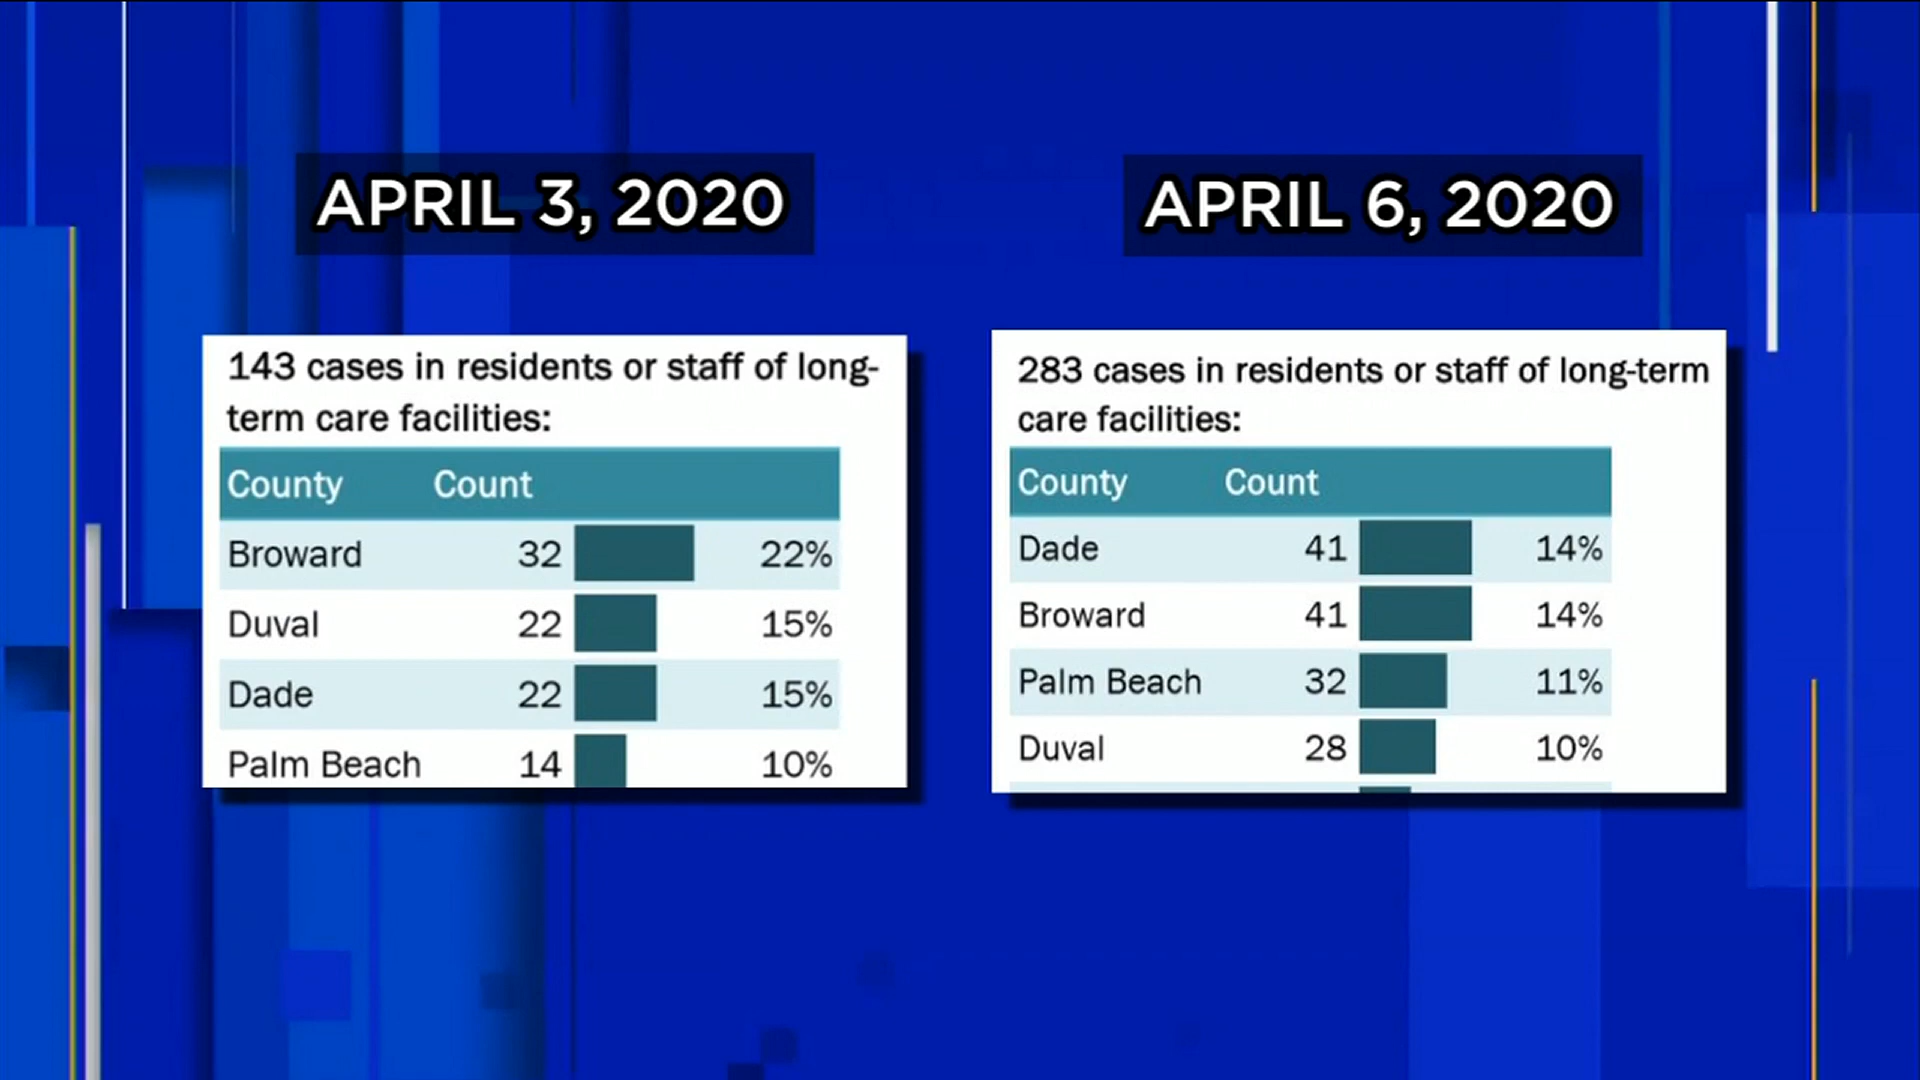 APRIL 3, 2020
143 cases in residents or staff of long-
term care facilities:
County Count
Broward 32 22%
Duval 22 15%
Dade 22 15%
Palm Beach 14 10%
APRIL 6, 2020
283 cases in residents or staff of long-term
care facilities:
County Count
Dade 41 14%
Broward 41 14%
Palm Beach 32 11%
Duval 28 10%